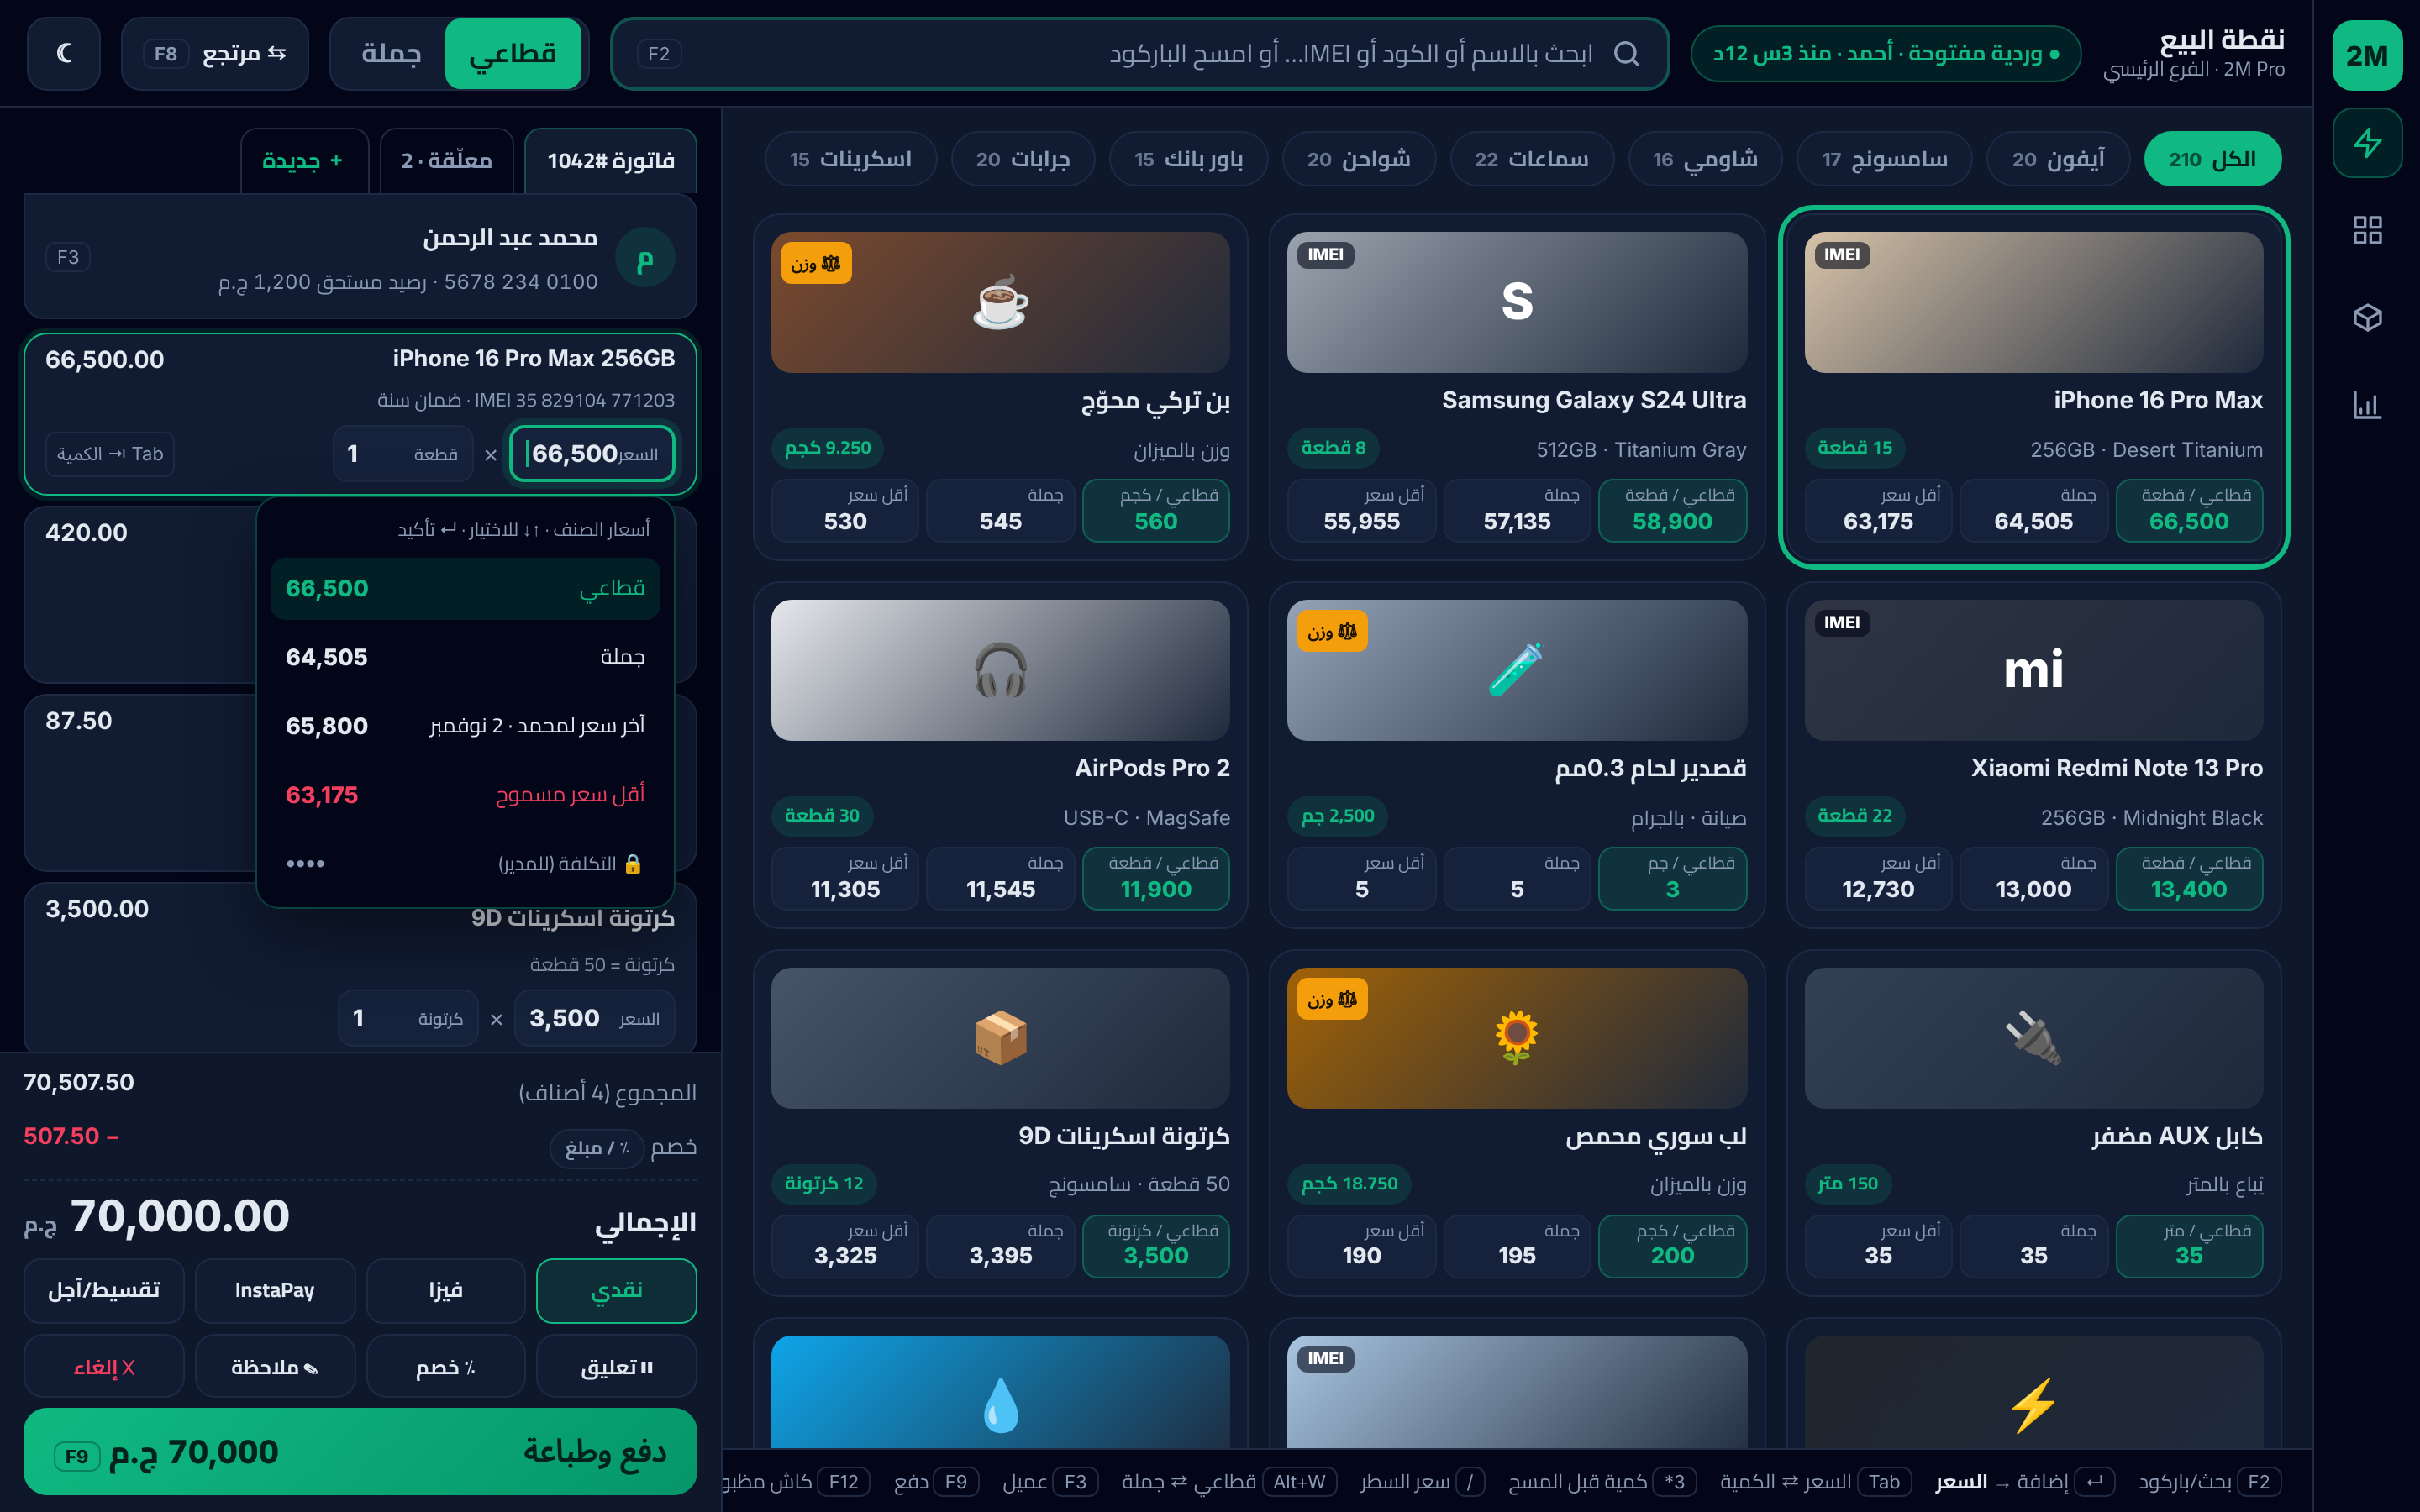 2M
نقطة البيع
2M Pro · الفرع الرئيسي
● وردية مفتوحة · أحمد · منذ 3س 12د
ابحث بالاسم أو الكود أو IMEI... أو امسح الباركود
F2
قطاعي
جملة
⇆ مرتجع F8
الكل 210
آيفون 20
سامسونج 17
شاومي 16
سماعات 22
شواحن 20
باور بانك 15
جرابات 20
اسكرينات 15
IMEI
iPhone 16 Pro Max
256GB · Desert Titanium
15 قطعة
قطاعي / قطعة
66,500
جملة
64,505
أقل سعر
63,175
IMEI
S
Samsung Galaxy S24 Ultra
512GB · Titanium Gray
8 قطعة
قطاعي / قطعة
58,900
جملة
57,135
أقل سعر
55,955
وزن
بن تركي محوّج
وزن بالميزان
9.250 كجم
قطاعي / كجم
560
جملة
545
أقل سعر
530
IMEI
mi
Xiaomi Redmi Note 13 Pro
256GB · Midnight Black
22 قطعة
قطاعي / قطعة
13,400
جملة
13,000
أقل سعر
12,730
وزن
قصدير لحام 0.3مم
صيانة · بالجرام
2,500 جم
قطاعي / جم
3
جملة
5
أقل سعر
5
AirPods Pro 2
USB-C · MagSafe
30 قطعة
قطاعي / قطعة
11,900
جملة
11,545
أقل سعر
11,305
كابل AUX مضفر
يُباع بالمتر
150 متر
قطاعي / متر
35
جملة
35
أقل سعر
35
وزن
لب سوري محمص
وزن بالميزان
18.750 كجم
قطاعي / كجم
200
جملة
195
أقل سعر
190
كرتونة اسكرينات 9D
50 قطعة · سامسونج
12 كرتونة
قطاعي / كرتونة
3,500
جملة
3,395
أقل سعر
3,325
IMEI
فاتورة #1042
معلّقة · 2
+ جديدة
م
محمد عبد الرحمن
0100 234 5678 · رصيد مستحق 1,200 ج.م
F3
iPhone 16 Pro Max 256GB
66,500.00
IMEI 35 829104 771203 · ضمان سنة
السعر 66,500 × 1 قطعة
Tab ⇥ الكمية
420.00
87.50
أسعار الصنف · ↑↓ للاختيار · ↵ تأكيد
قطاعي 66,500
جملة 64,505
آخر سعر لمحمد · 2 نوفمبر 65,800
أقل سعر مسموح 63,175
🔒 التكلفة (للمدير) ••••
كرتونة اسكرينات 9D
3,500.00
كرتونة = 50 قطعة
السعر 3,500 × 1 كرتونة
المجموع (4 أصناف) 70,507.50
خصم ٪ / مبلغ
– 507.50
الإجمالي 70,000.00 ج.م
نقدي
فيزا
InstaPay
تقسيط/آجل
تعليق
٪ خصم
✎ ملاحظة
X إلغاء
دفع وطباعة 70,000 ج.م F9
F2 بحث/باركود
↵ إضافة → السعر
Tab السعر ⇄ الكمية
3* كمية قبل المسح
/ سعر السطر
Alt+W قطاعي ⇄ جملة
F3 عميل
F9 دفع
F12 كاش مظبو